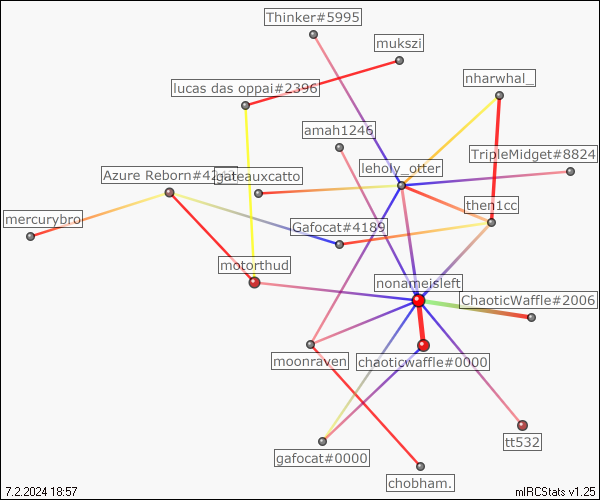 Thinker#5995
mukszi
nharwhal_
lucas das oppai#2396
amah1246
TripleMidget#8824
leholy_otter
Azure Reborn#42
gateauxcatto
then1cc
mercurybro
Gafocat#4189
motorthud
nonameisleft
ChaoticWaffle#2006
moonraven
chaoticwaffle#0000
tt532
gafocat#0000
chobham.
7.2.2024 18:57
mIRCStats v1.25